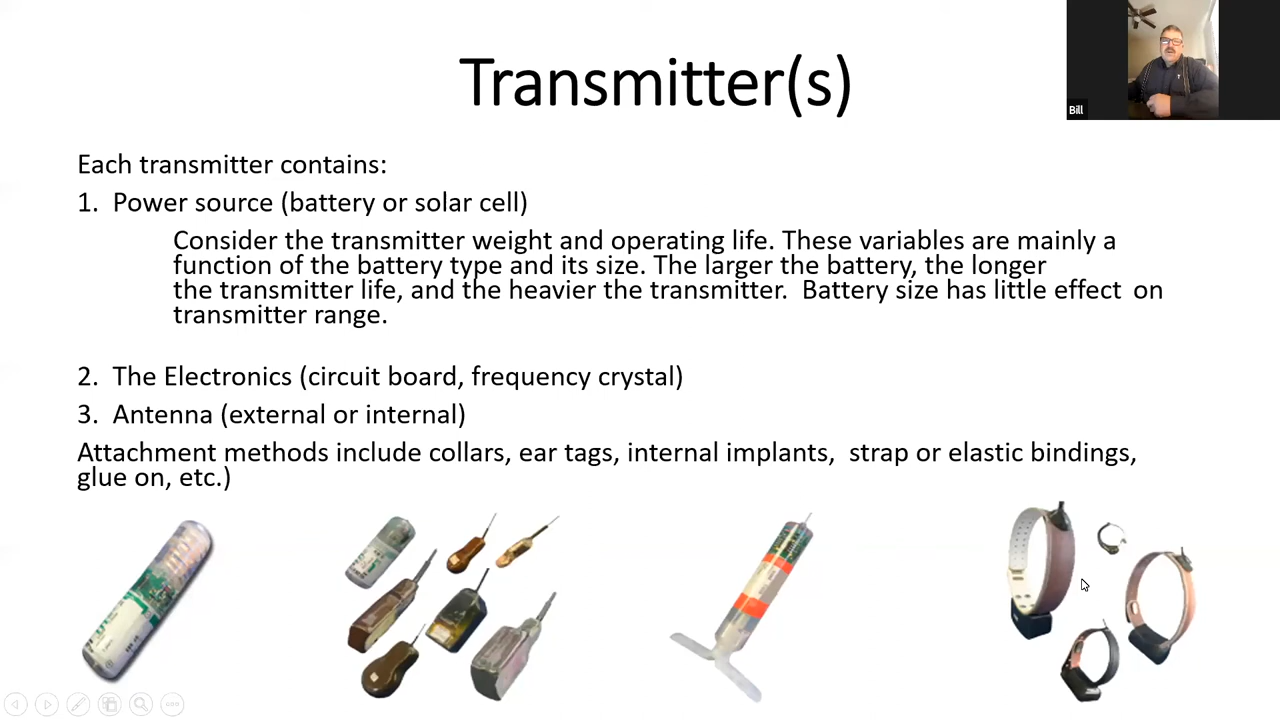 Transmitter(s)
Bill
Each transmitter contains:
1. Power source (battery or solar cell)
Consider the transmitter weight and operating life. These variables are mainly a
function of the battery type and its size. The larger the battery, the longer
the transmitter life, and the heavier the transmitter. Battery size has little effect on
transmitter range.
2. The Electronics (circuit board, frequency crystal)
3. Antenna (external or internal)
Attachment methods include collars, ear tags, internal implants, strap or elastic bindings,
glue on, etc.)